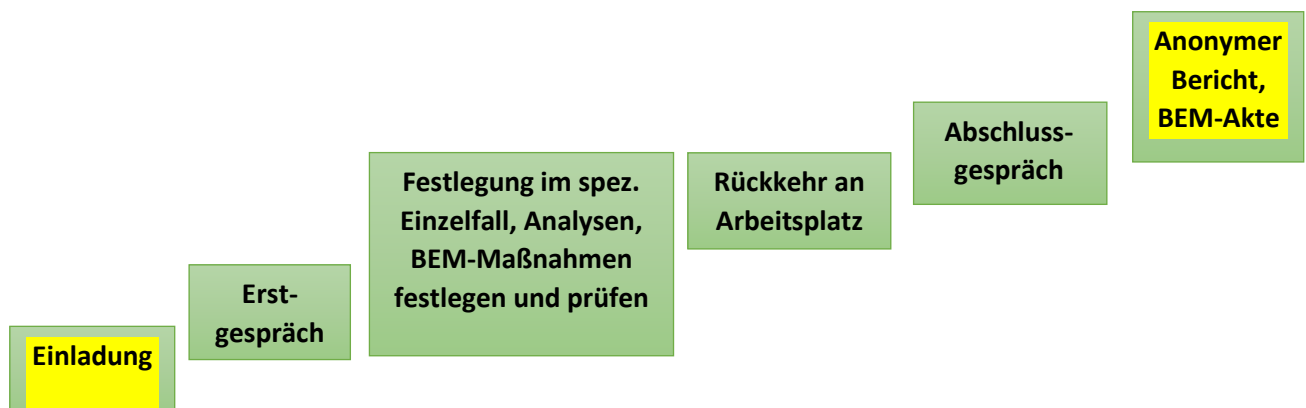 Einladung
Erst-
gespräch
Festlegung im spez.
Einzelfall, Analysen,
BEM-Maßnahmen
festlegen und prüfen
Rückkehr an
Arbeitsplatz
Abschluss-
gespräch
Anonymer
Bericht,
BEM-Akte